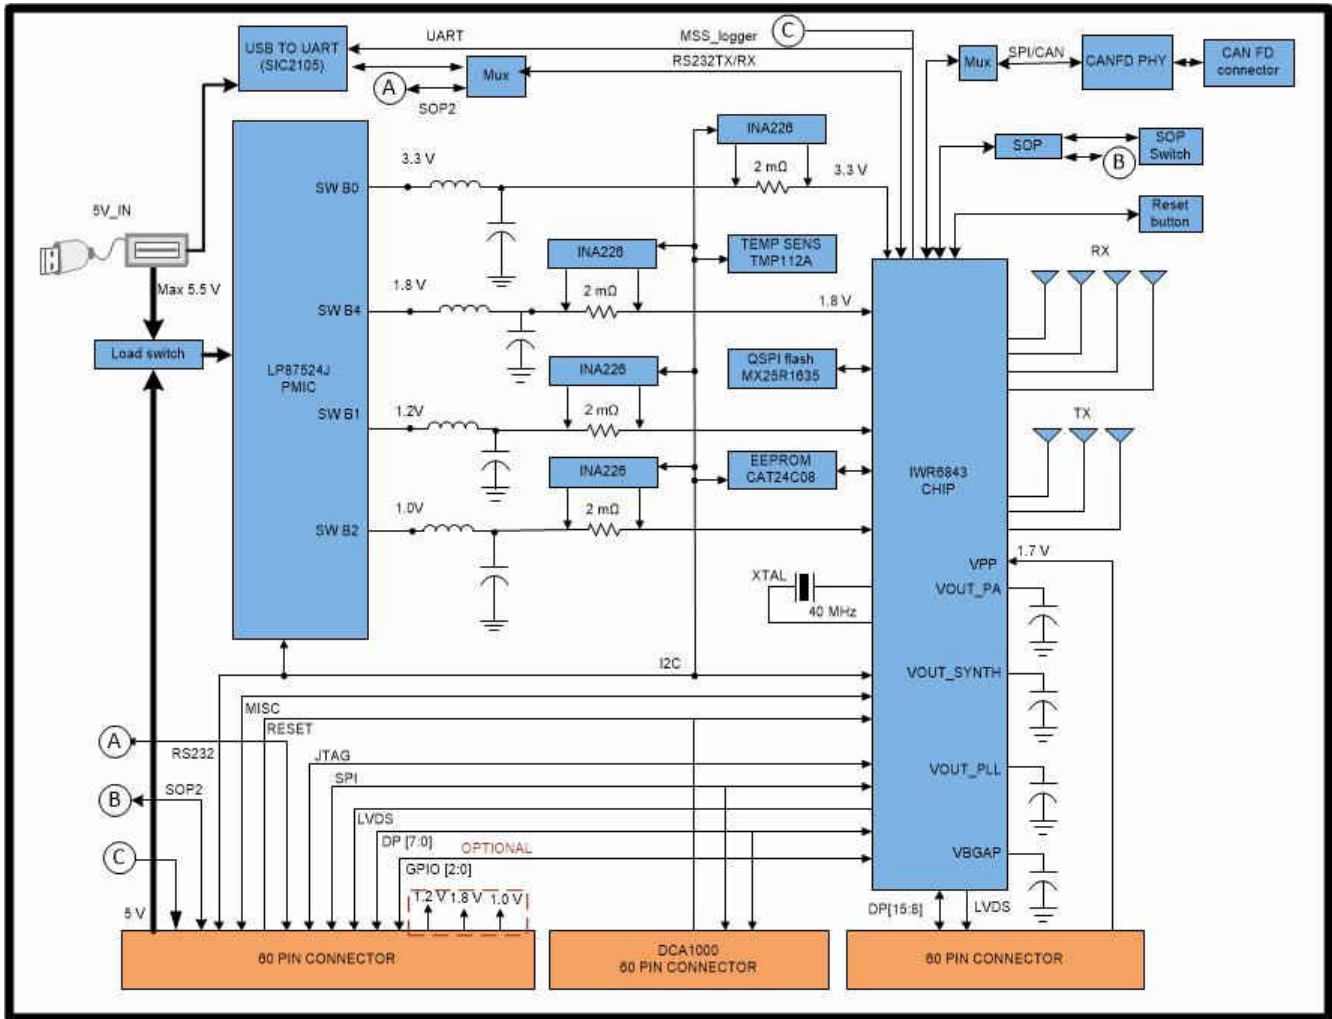 USB TO UART
(SIC2105)
UART
MSS_logger
C
RS232TX/RX
Mux
A
SOP2
Mux
SPI/CAN
CANFD PHY
CAN FD
connector
INA226
SOP
SOP
Switch
B
3.3 V
2 mΩ
3.3 V
SW B0
Reset
button
5V_IN
INA226
TEMP SENS
TMP112A
RX
Max 5.5 V
1.8 V
2 mΩ
1.8 V
SW B4
Load switch
LP87524J
PMIC
INA226
QSPI flash
MX25R1635
SW B1
1.2V
2 mΩ
TX
INA226
EEPROM
CAT24C08
IWR6843
CHIP
1.0V
2 mΩ
SW B2
1.7 V
VPP
XTAL
40 MHz
VOUT_PA
I2C
VOUT_SYNTH
MISC
RESET
A
RS232
JTAG
VOUT_PLL
SPI
B
SOP2
LVDS
DP [7:0]
OPTIONAL
C
GPIO [2:0]
VBGAP
1.2 V
1.8 V
1.0 V
5 V
DP[15:8]
LVDS
60 PIN CONNECTOR
DCA1000
60 PIN CONNECTOR
60 PIN CONNECTOR